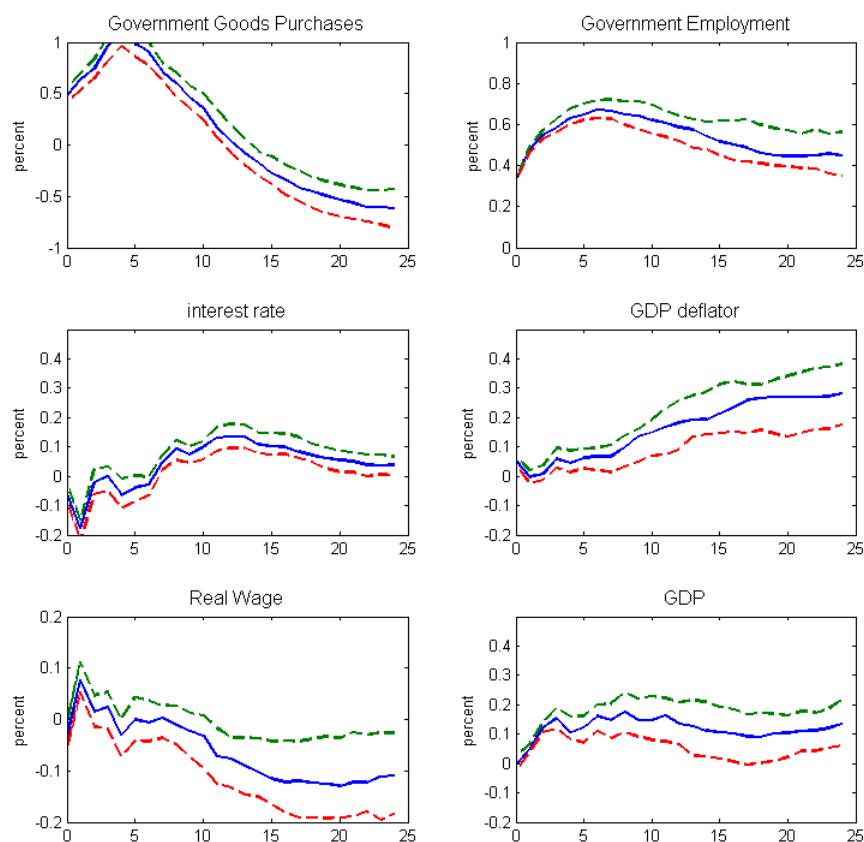 Government Goods Purchases
percent
1
0.5
0
-0.5
-1
0 5 10 15 20 25
Government Employment
percent
1
0.8
0.6
0.4
0.2
0
0 5 10 15 20 25
interest rate
percent
0.4
0.3
0.2
0.1
0
-0.1
-0.2
0 5 10 15 20 25
GDP deflator
percent
0.4
0.3
0.2
0.1
0
-0.1
-0.2
0 5 10 15 20 25
Real Wage
percent
0.2
0.1
0
-0.1
-0.2
0 5 10 15 20 25
GDP
percent
0.4
0.3
0.2
0.1
0
-0.1
-0.2
0 5 10 15 20 25